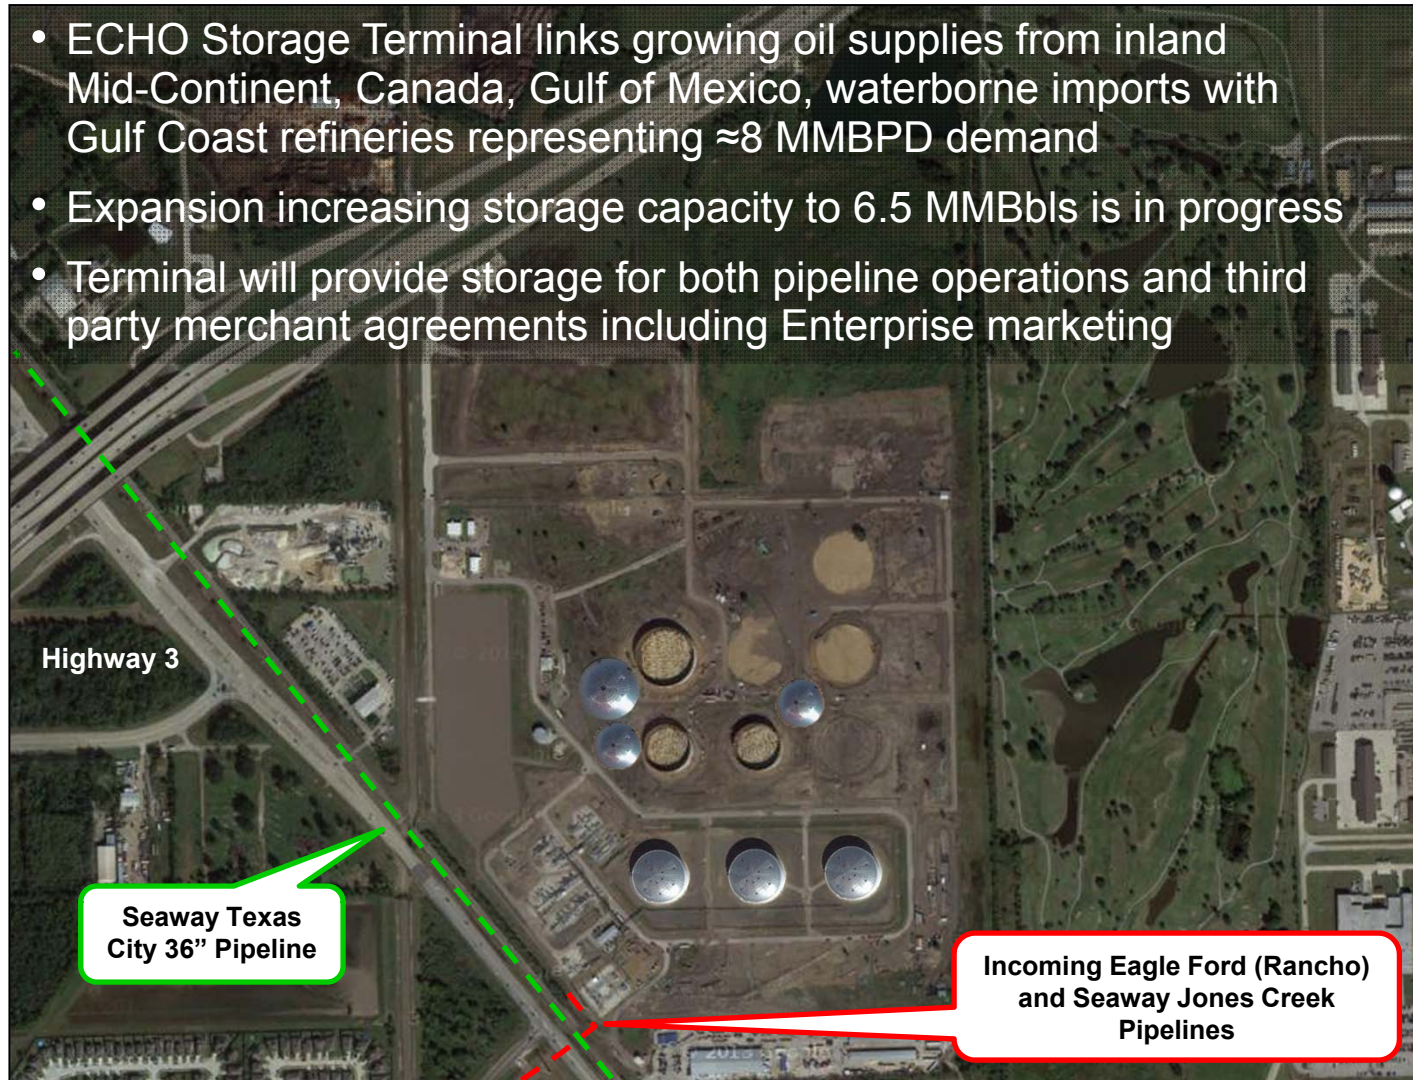 • ECHO Storage Terminal links growing oil supplies from inland
Mid-Continent, Canada, Gulf of Mexico, waterborne imports with
Gulf Coast refineries representing ≈8 MMBPD demand
• Expansion increasing storage capacity to 6.5 MMBbls is in progress
• Terminal will provide storage for both pipeline operations and third
party merchant agreements including Enterprise marketing
Highway 3
Seaway Texas
City 36” Pipeline
Incoming Eagle Ford (Rancho)
and Seaway Jones Creek
Pipelines